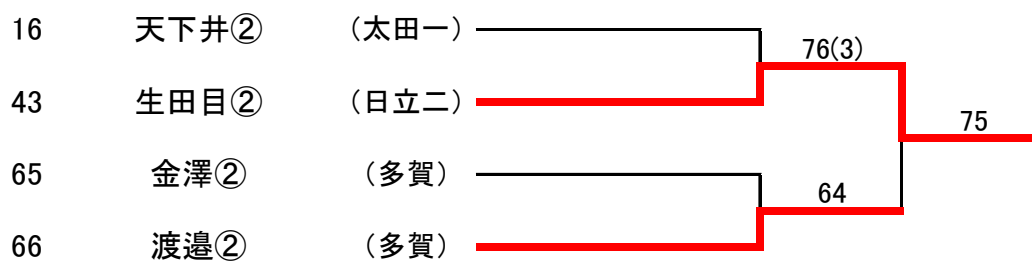 16 天下井② （太田一）
76(3)
43 生田目② （日立二）
75
65 金澤② （多賀）
64
66 渡邉② （多賀）